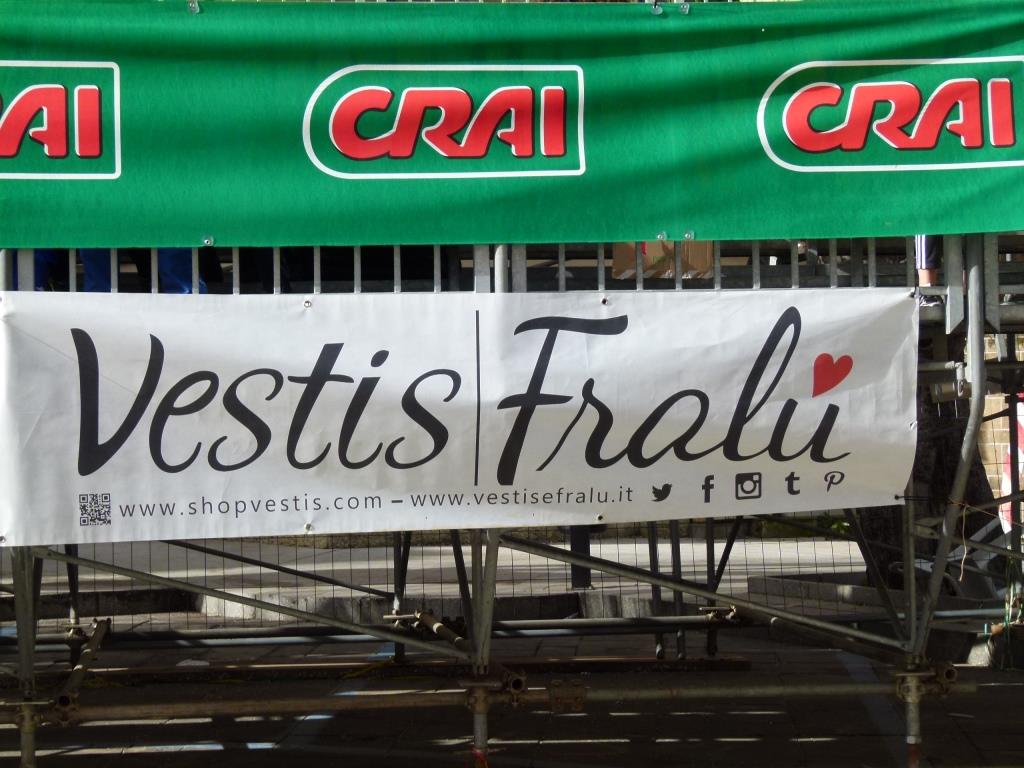 CRAI CRAI CRAI
Vestis | Fralù
www.shopvestis.com – www.vestisefralu.it